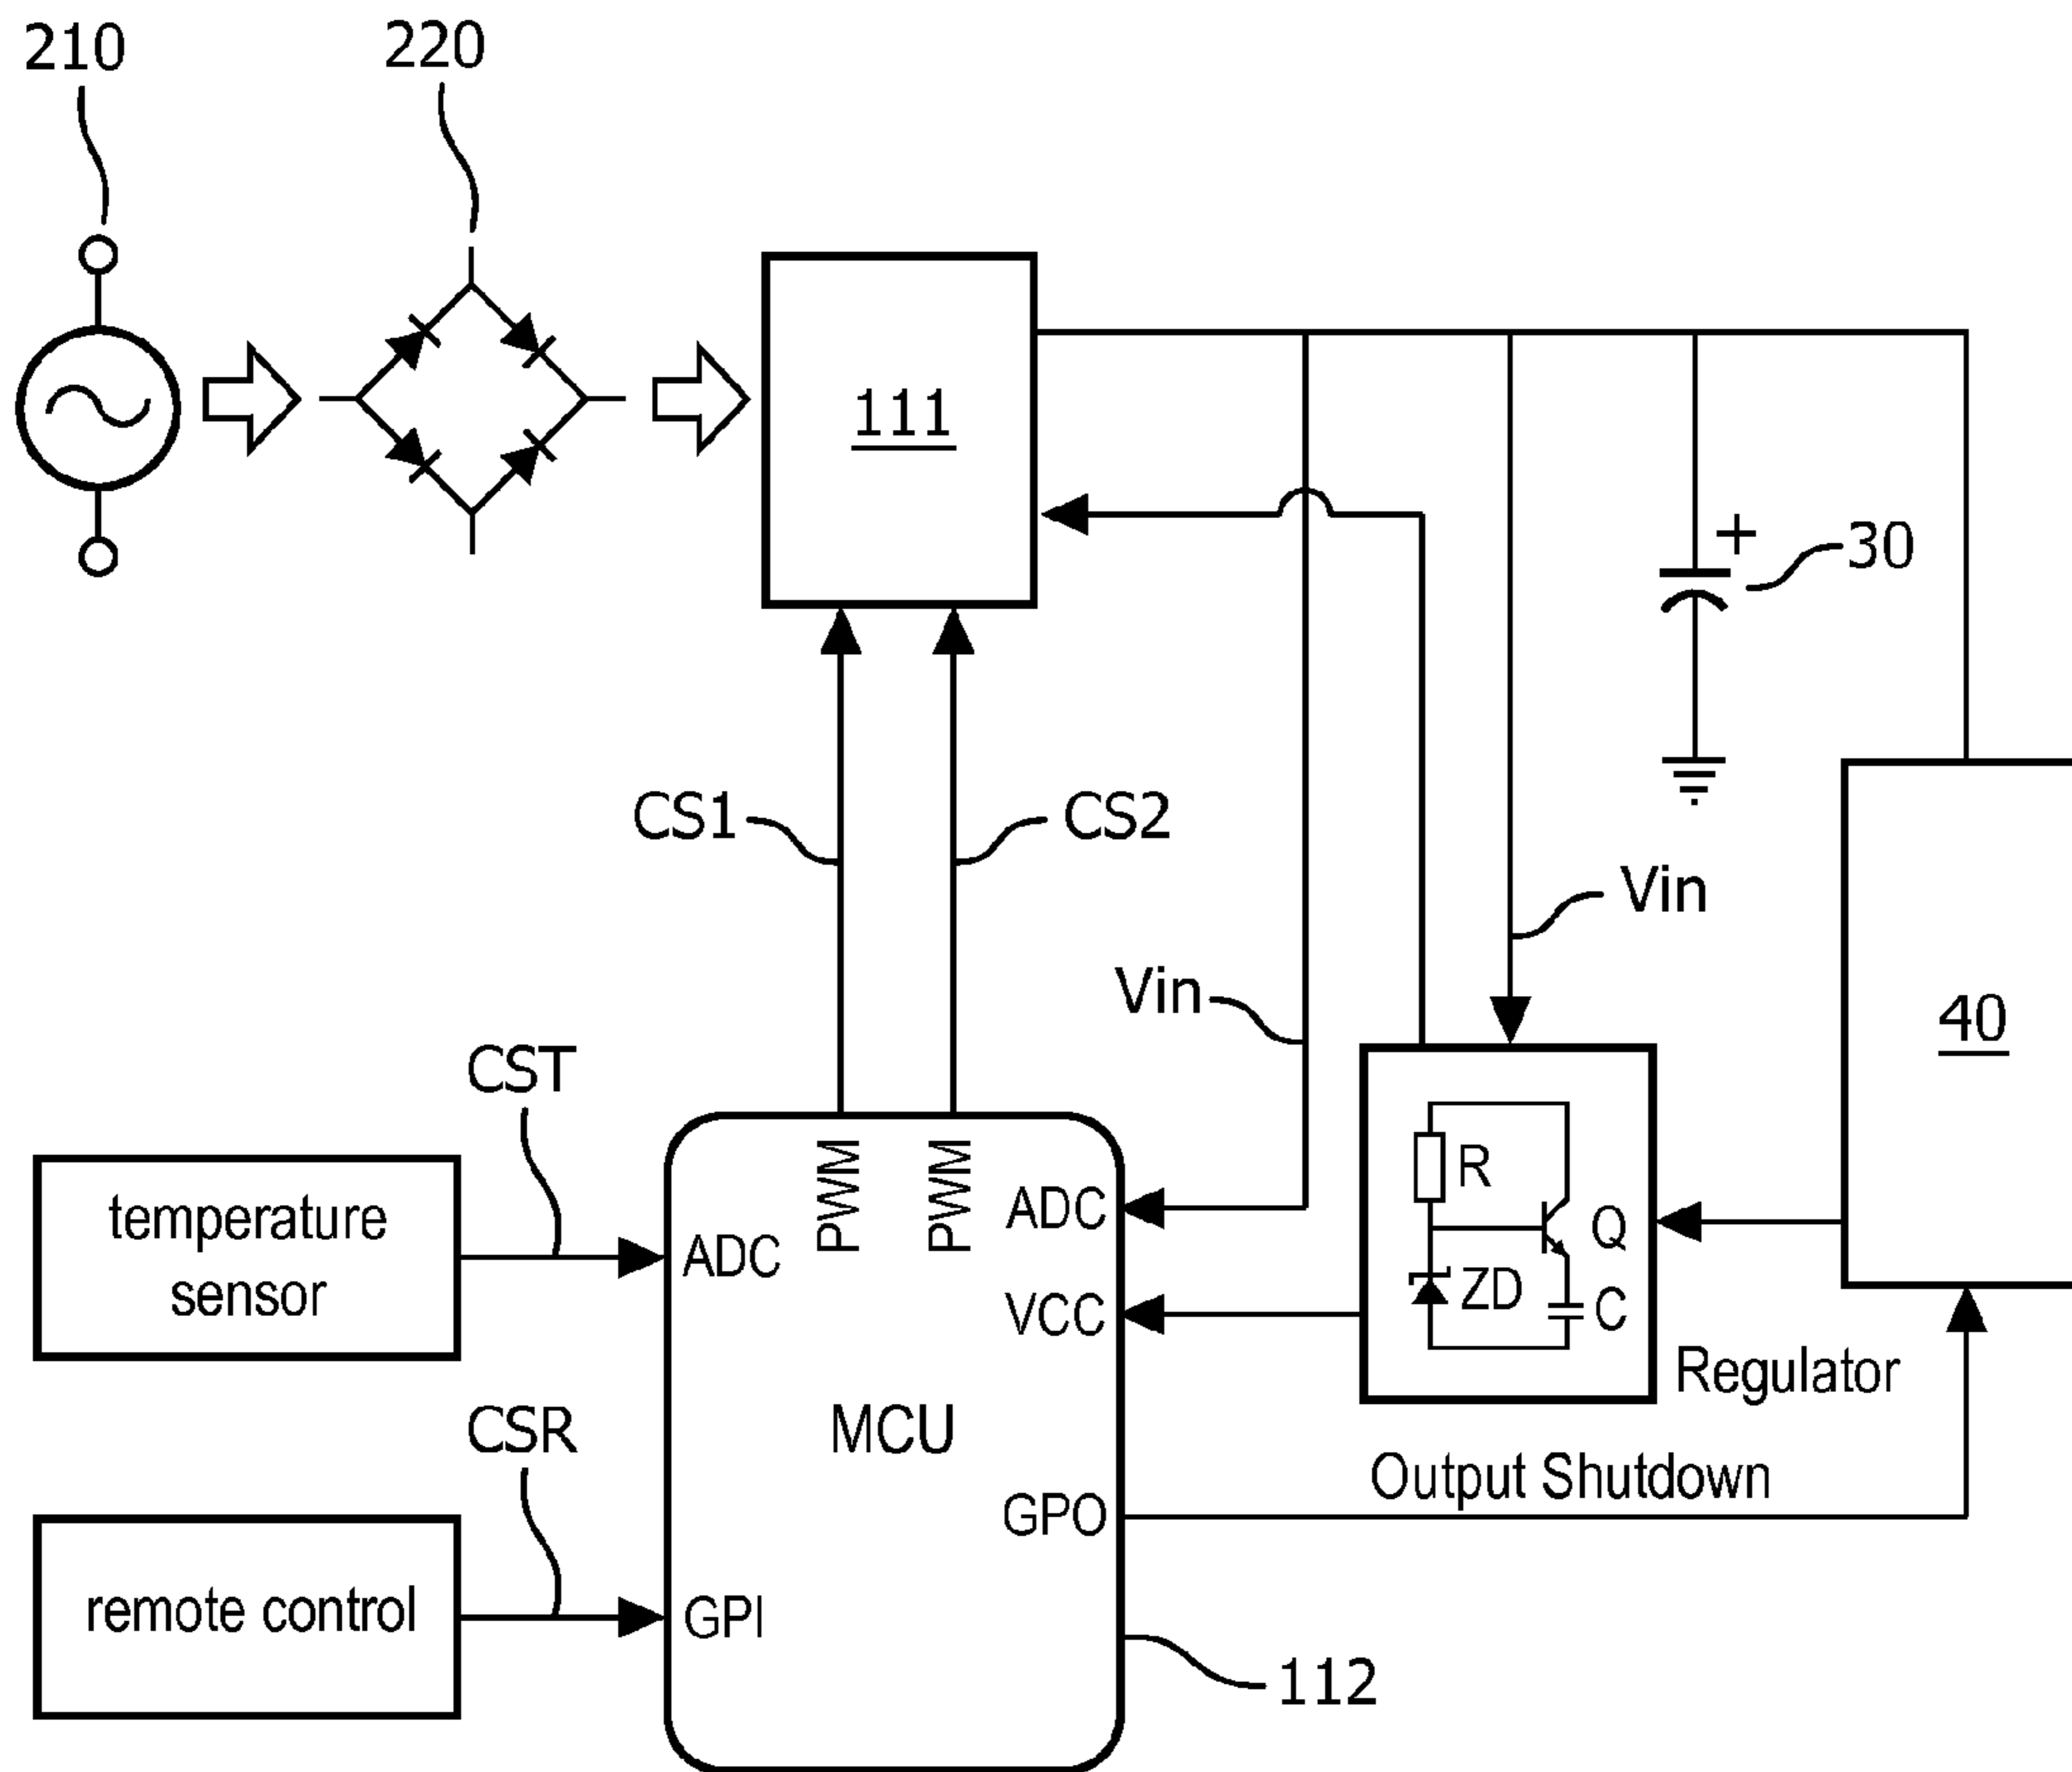 210
220
111
+
30
CS1
CS2
Vin
Vin
40
CST
temperature
sensor
ADC
PWM
PWM
ADC
VCC
R
Q
ZD
C
Regulator
CSR
MCU
Output Shutdown
GPO
remote control
GPI
112